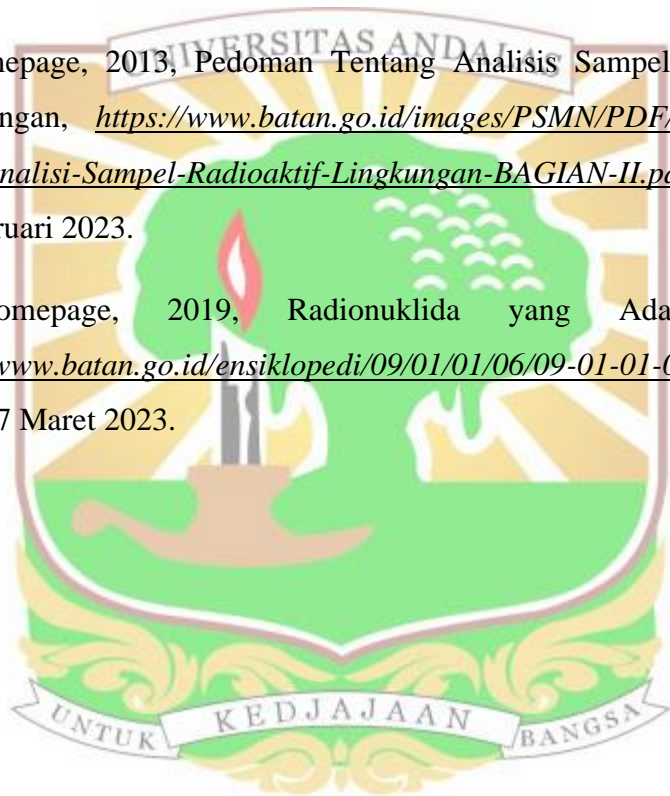 UNIVERSITAS ANDALAS
epage, 2013, Pedoman Tentang Analisis Sampel
ngan, https://www.batan.go.id/images/PSMN/PDF/
nalisi-Sampel-Radioaktif-Lingkungan-BAGIAN-II.pd
ruari 2023.
omepage, 2019, Radionuklida yang Ada
www.batan.go.id/ensiklopedi/09/01/01/06/09-01-01-0
7 Maret 2023.
UNTUK KEDJAJAAN BANGSA